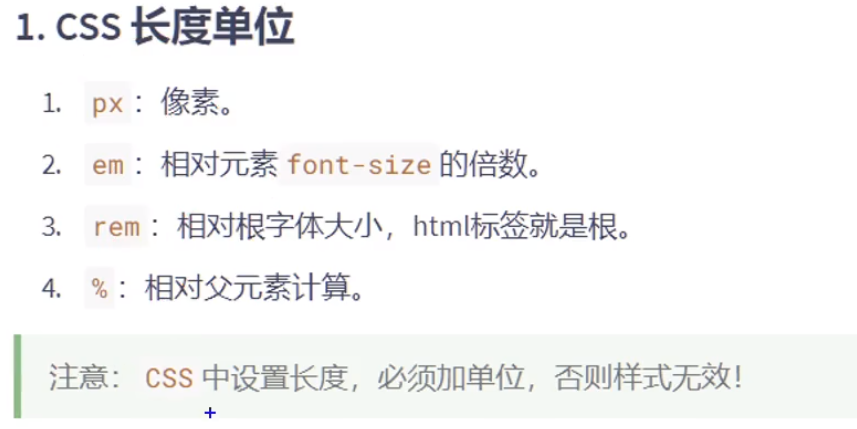 1. CSS 长度单位
1. px：像素。
2. em：相对元素 font-size 的倍数。
3. rem：相对根字体大小，html标签就是根。
4. %：相对父元素计算。
注意：CSS 中设置长度，必须加单位，否则样式无效！